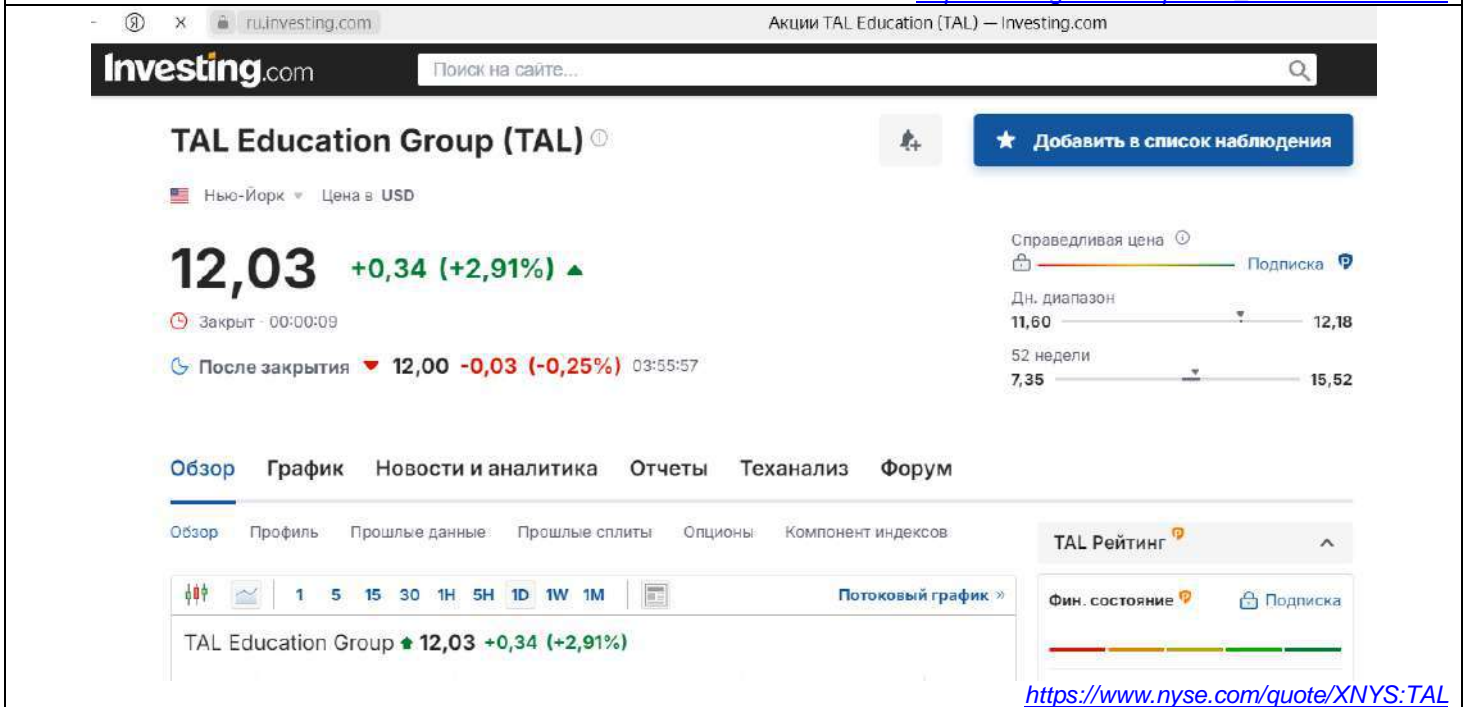 Я × ru.investing.com Акции TAL Education (TAL) — Investing.com
Investing.com Поиск на сайте...
TAL Education Group (TAL)
Добавить в список наблюдения
Нью-Йорк Цена в USD
12,03 +0,34 (+2,91%)
Закрыт · 00:00:09
После закрытия 12,00 -0,03 (-0,25%) 03:55:57
Справедливая цена
Подписка
Дн. диапазон
11,60 12,18
52 недели
7,35 15,52
Обзор График Новости и аналитика Отчеты Теханализ Форум
Обзор Профиль Прошлые данные Прошлые сплиты Опционы Компонент индексов
1 5 15 30 1H 5H 1D 1W 1M Потоковый график »
TAL Education Group 12,03 +0,34 (+2,91%)
TAL Рейтинг
Фин. состояние Подписка
https://www.nyse.com/quote/XNYS:TAL